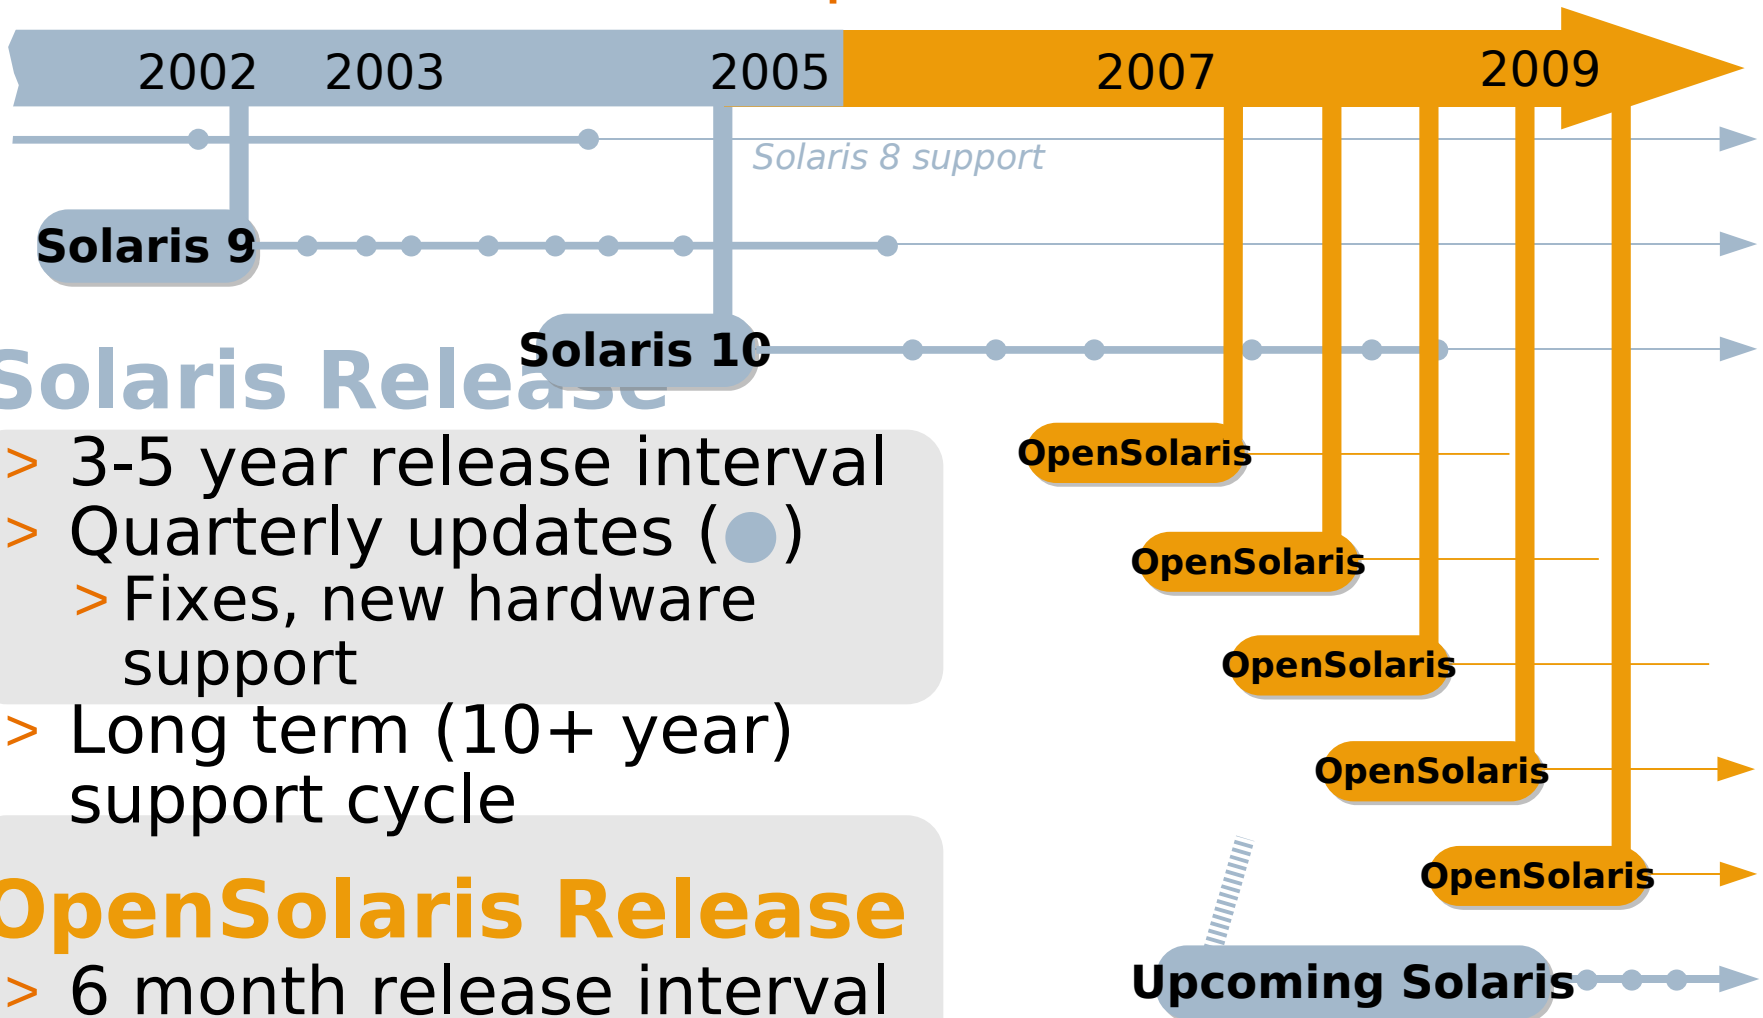 2002 2003 2005 2007 2009
Solaris 8 support
Solaris 9
Solaris 10
Solaris Release
> 3-5 year release interval
> Quarterly updates (●)
> Fixes, new hardware
support
> Long term (10+ year)
support cycle
OpenSolaris Release
> 6 month release interval
OpenSolaris
OpenSolaris
OpenSolaris
OpenSolaris
OpenSolaris
Upcoming Solaris